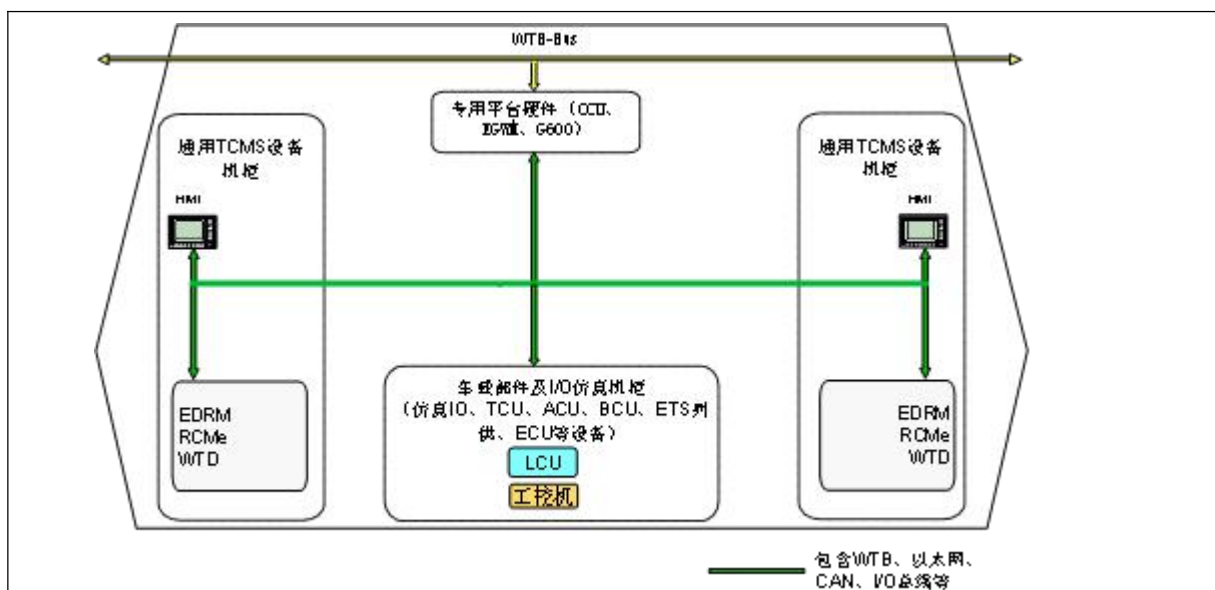 WTB-Bus
专用平台硬件（CCU、
EGWM、G600）
通用TCMS设备
机柜
HMI
通用TCMS设备
机柜
HMI
EDRM
RCMe
WTD
车载部件及I/O仿真机柜
（仿真IO、TCU、ACU、BCU、ETS列
供、ECU等设备）
LCU
工控机
EDRM
RCMe
WTD
包含WTB、以太网、
CAN、I/O总线等